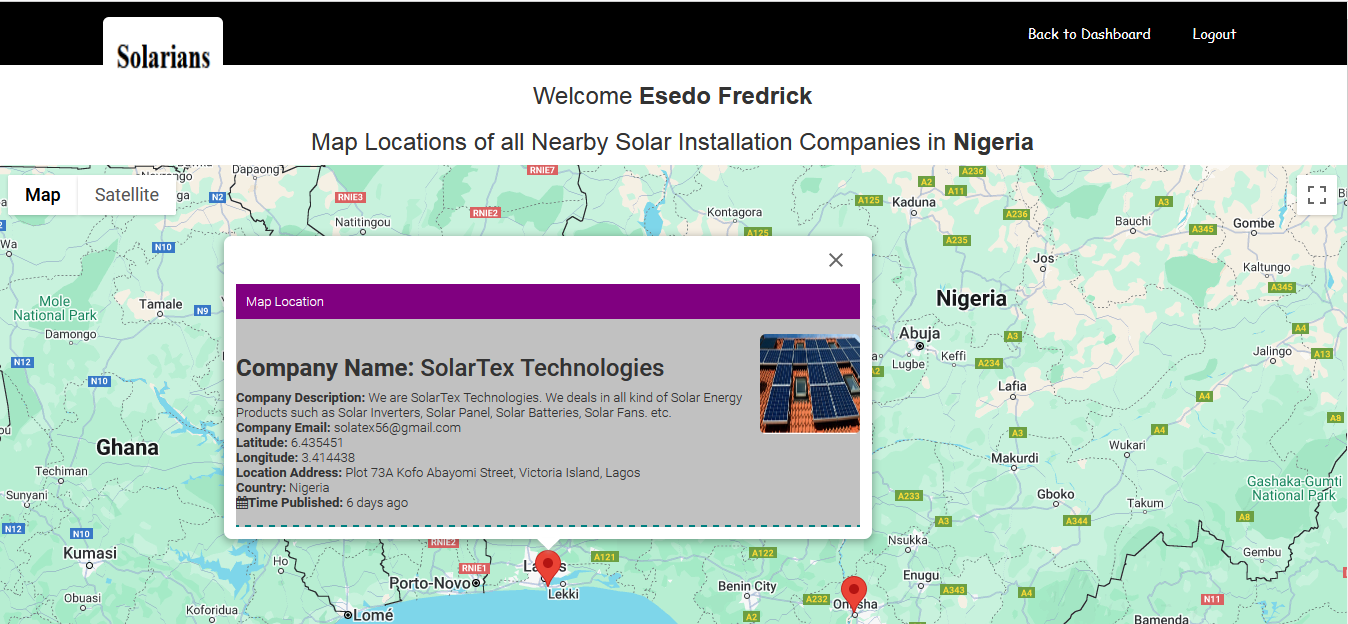 Solarians
Back to Dashboard
Logout
Welcome Esedo Fredrick
Map Locations of all Nearby Solar Installation Companies in Nigeria
Map
Satellite
Dapaong
RNIE7
A236
N2
RNIE3
RNIE2
A2
A11
A3
A125
Kaduna
Kontagora
A236
Natitingou
Bauchi
A345
Gombe
A125
A235
Wa
N10
Jos
Kaltungo
A345
Mole
National Park
Tamale
N9
Nigeria
Damongo
Abuja
A3
A4
Lugbe
Keffi
A234
Jalingo
A13
N12
A2
N10
Lafia
A4
A8
Ghana
A3
A4
Wukari
Makurdi
Techiman
Sunyani
Gashaka-Gumti
National Park
A233
Gboko
Takum
A3
A344
A8
N12
N10
Nsukka
Gembu
Kumasi
Map Location
Company Name: SolarTex Technologies
Company Description: We are SolarTex Technologies. We deals in all kind of Solar Energy
Products such as Solar Inverters, Solar Panel, Solar Batteries, Solar Fans. etc.
Company Email: solatex56@gmail.com
Latitude: 6.435451
Longitude: 3.414438
Location Address: Plot 73A Kofo Abayomi Street, Victoria Island, Lagos
Country: Nigeria
Time Published: 6 days ago
RNIE2
A121
A122
Ho
RNIE1
Porto-Novo
Lekki
Benin City
A232
Enugu
A343
A4
N11
Obuasi
Koforidua
Lomé
A2
Bamenda